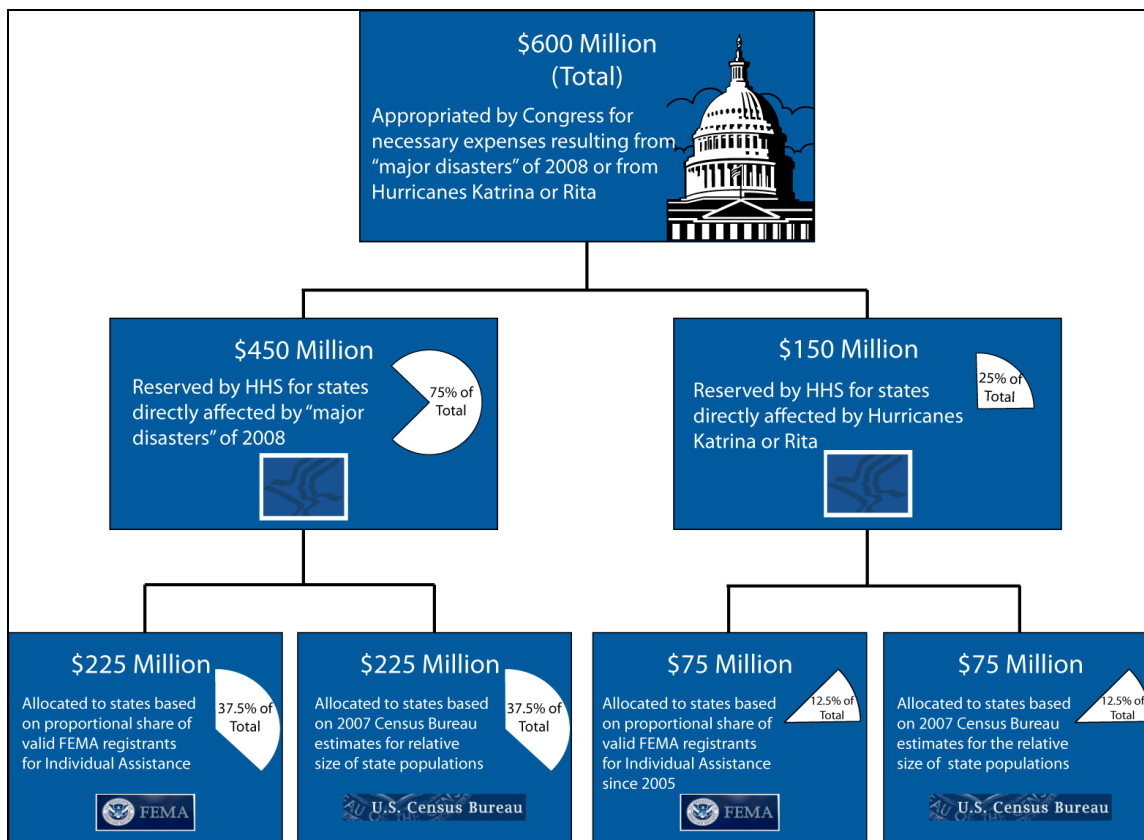 $600 Million
(Total)
Appropriated by Congress for
necessary expenses resulting from
“major disasters” of 2008 or from
Hurricanes Katrina or Rita
$450 Million
Reserved by HHS for states
directly affected by “major
disasters” of 2008
75% of
Total
$150 Million
Reserved by HHS for states
directly affected by Hurricanes
Katrina or Rita
25% of
Total
$225 Million
Allocated to states based
on proportional share of
valid FEMA registrants
for Individual Assistance
37.5% of
Total
FEMA
$225 Million
Allocated to states based
on 2007 Census Bureau
estimates for relative
size of state populations
37.5% of
Total
U.S. Census Bureau
$75 Million
Allocated to states based
on proportional share of
valid FEMA registrants
for Individual Assistance
since 2005
12.5% of
Total
FEMA
$75 Million
Allocated to states based
on 2007 Census Bureau
estimates for the relative
size of state populations
12.5% of
Total
U.S. Census Bureau